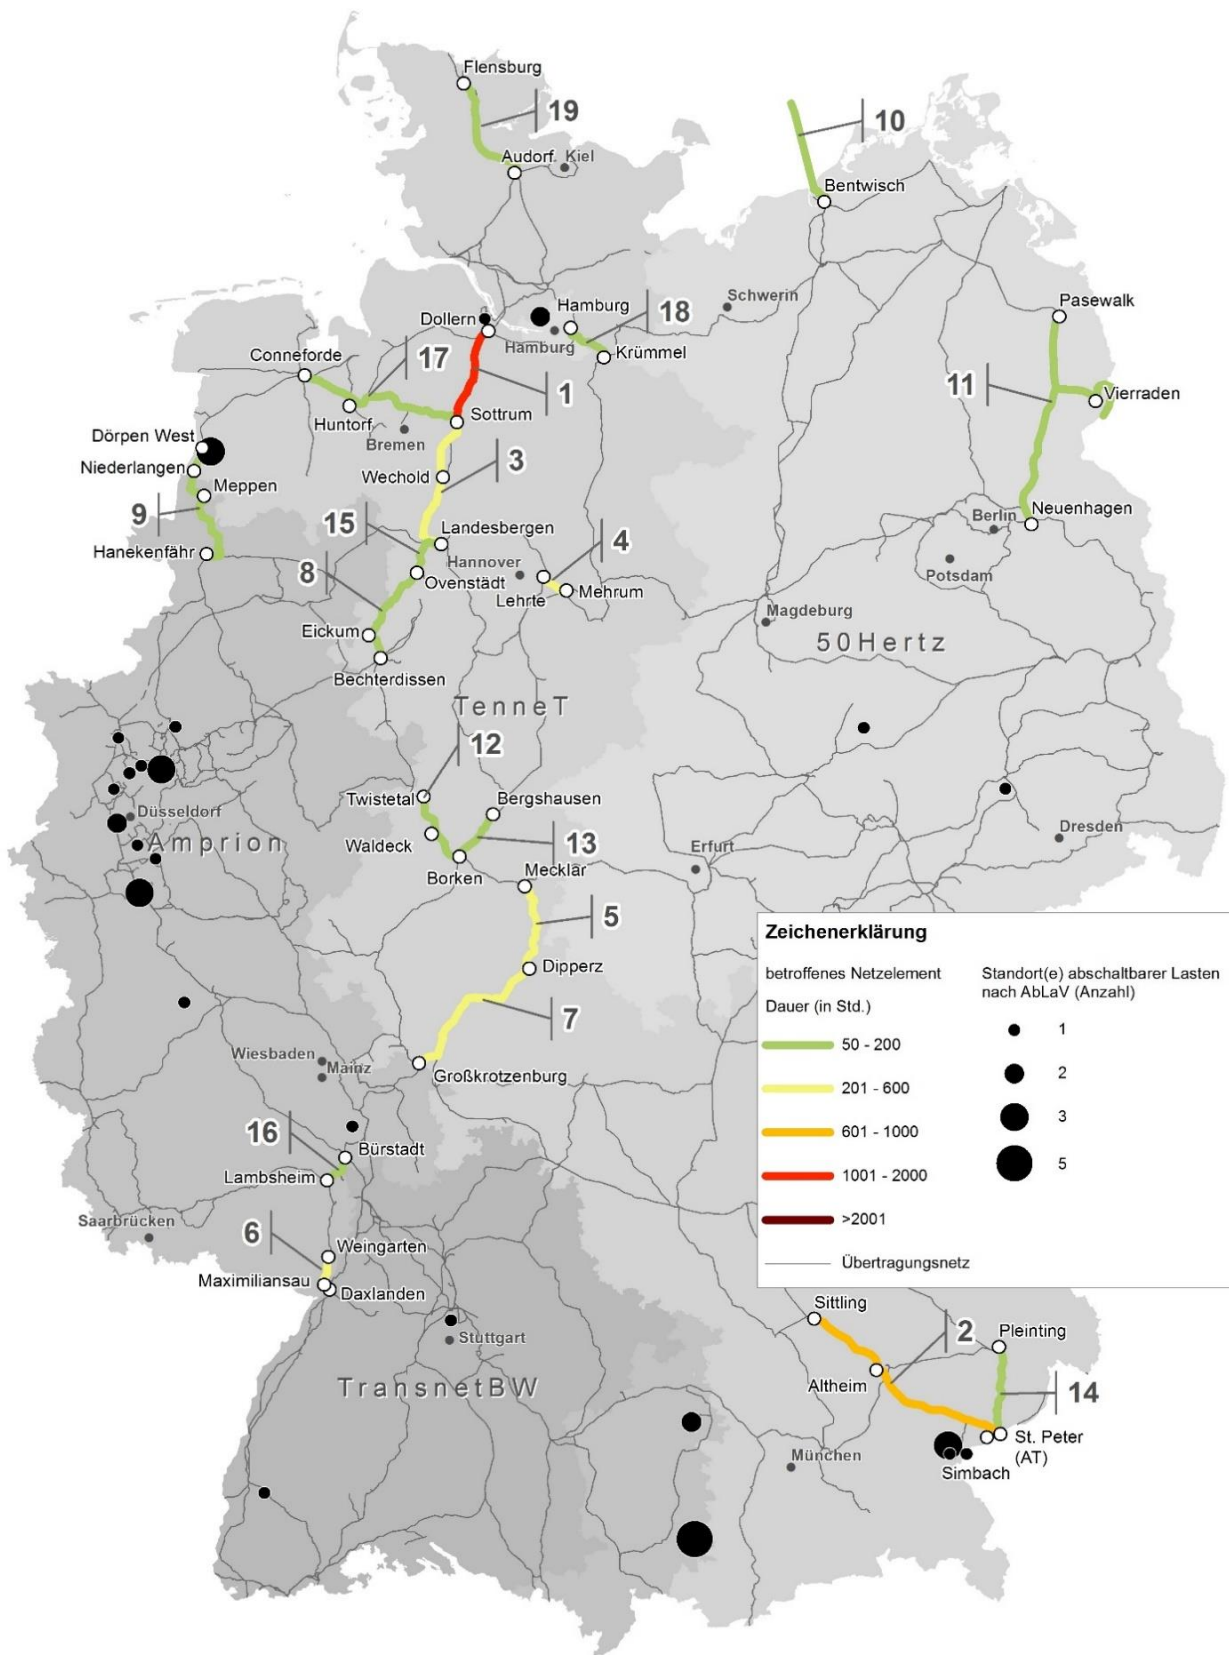 Flensburg
19
10
Audorf
Kiel
Bentwisch
Schwerin
Hamburg
18
Pasewalk
Dollern
Hamburg
Krümmel
Conneforde
17
1
11
Vierraden
Huntorf
Sottrum
Bremen
Dörpen West
3
Niederlangen
Wechold
Meppen
9
15
Landesbergen
4
Berlin
Neuenhagen
Hanekenfähr
8
Hannover
Ovenstädt
Lehrte
Mehrum
Potsdam
Magdeburg
Eickum
50Hertz
Bechterdissen
TenneT
12
Twistetal
Bergshausen
Düsseldorf
Amprion
Waldeck
13
Dresden
Borken
Mecklar
Erfurt
5
Dipperz
7
Wiesbaden
Mainz
Großkrotzenburg
16
Bürstadt
Lambsheim
Saarbrücken
6
Weingarten
Maximiliansau
Daxlanden
Stuttgart
TransnetBW
Zeichenerklärung
betroffenes Netzelement
Dauer (in Std.)
50 - 200
201 - 600
601 - 1000
1001 - 2000
>2001
Übertragungsnetz
Standort(e) abschaltbarer Lasten
nach AbLaV (Anzahl)
1
2
3
5
Sittling
2
Pleinting
Altheim
14
St. Peter
(AT)
Simbach
München